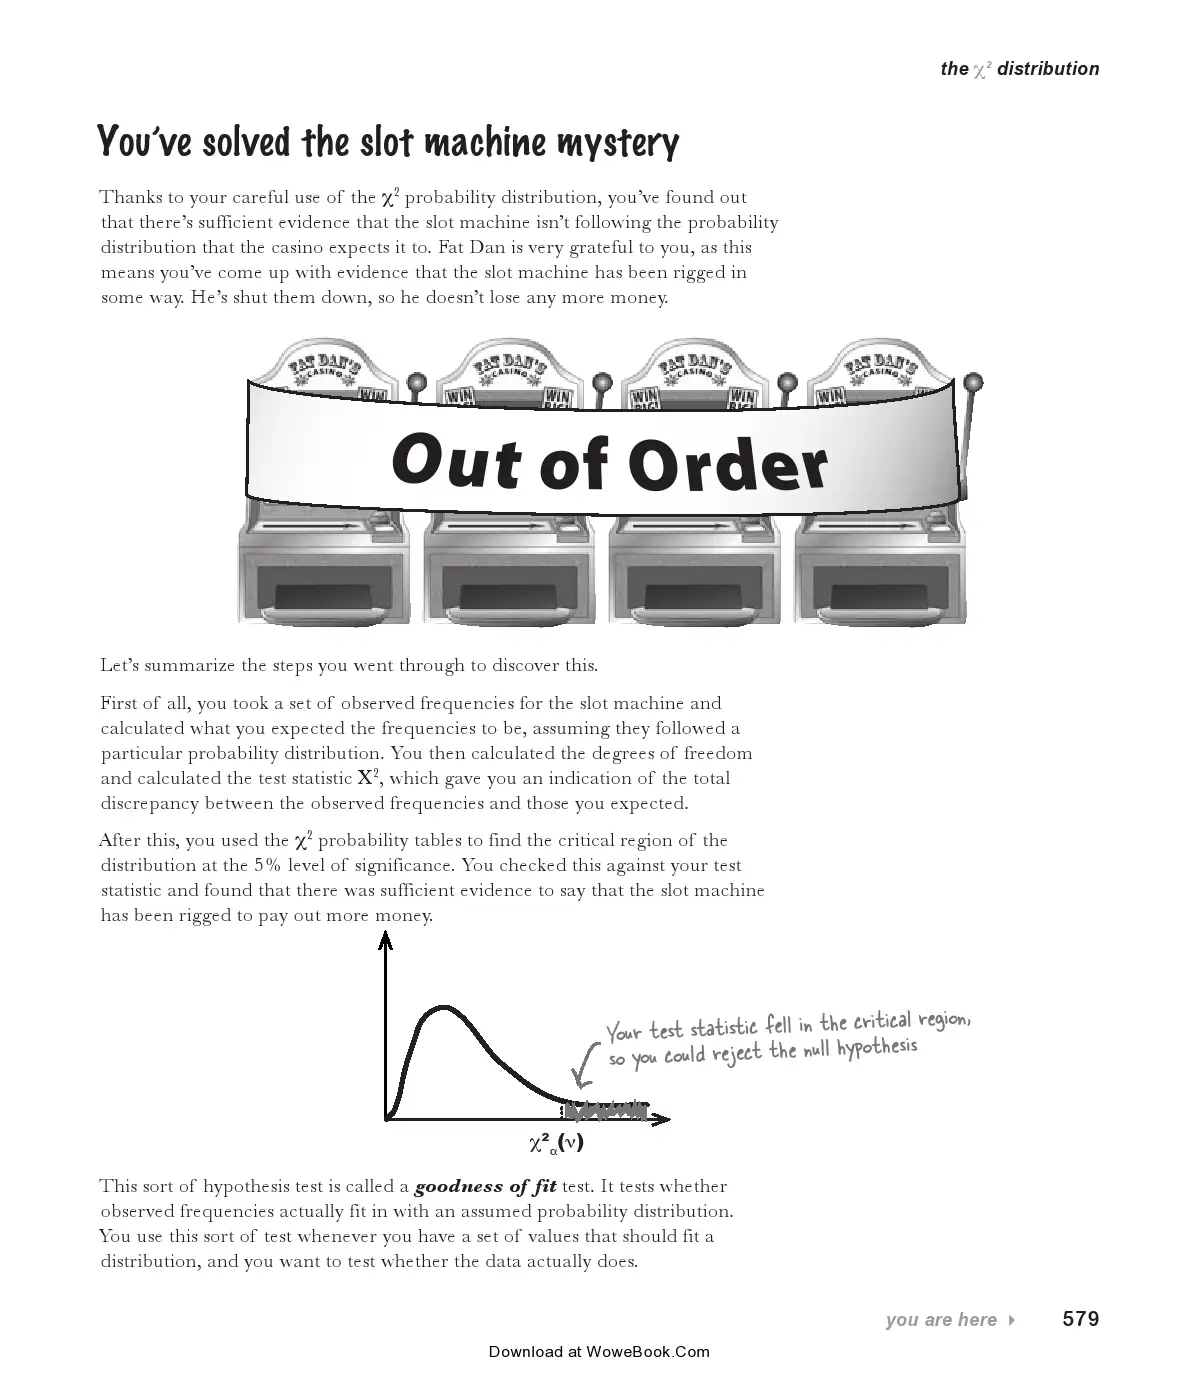 the χ² distribution
You've solved the slot machine mystery
Thanks to your careful use of the χ² probability distribution, you've found out
that there's sufficient evidence that the slot machine isn't following the probability
distribution that the casino expects it to. Fat Dan is very grateful to you, as this
means you've come up with evidence that the slot machine has been rigged in
some way. He's shut them down, so he doesn't lose any more money.
FAT DAN'S FAT DAN'S FAT DAN'S FAT DAN'S
CASINO CASINO CASINO CASINO
WIN WIN WIN WIN WIN WIN
BIG! BIG! BIG!
Out of Order
Let's summarize the steps you went through to discover this.
First of all, you took a set of observed frequencies for the slot machine and
calculated what you expected the frequencies to be, assuming they followed a
particular probability distribution. You then calculated the degrees of freedom
and calculated the test statistic X², which gave you an indication of the total
discrepancy between the observed frequencies and those you expected.
After this, you used the χ² probability tables to find the critical region of the
distribution at the 5% level of significance. You checked this against your test
statistic and found that there was sufficient evidence to say that the slot machine
has been rigged to pay out more money.
Your test statistic fell in the critical region,
so you could reject the null hypothesis
χ²α(ν)
This sort of hypothesis test is called a goodness of fit test. It tests whether
observed frequencies actually fit in with an assumed probability distribution.
You use this sort of test whenever you have a set of values that should fit a
distribution, and you want to test whether the data actually does.
you are here ▸ 579
Download at WoweBook.Com